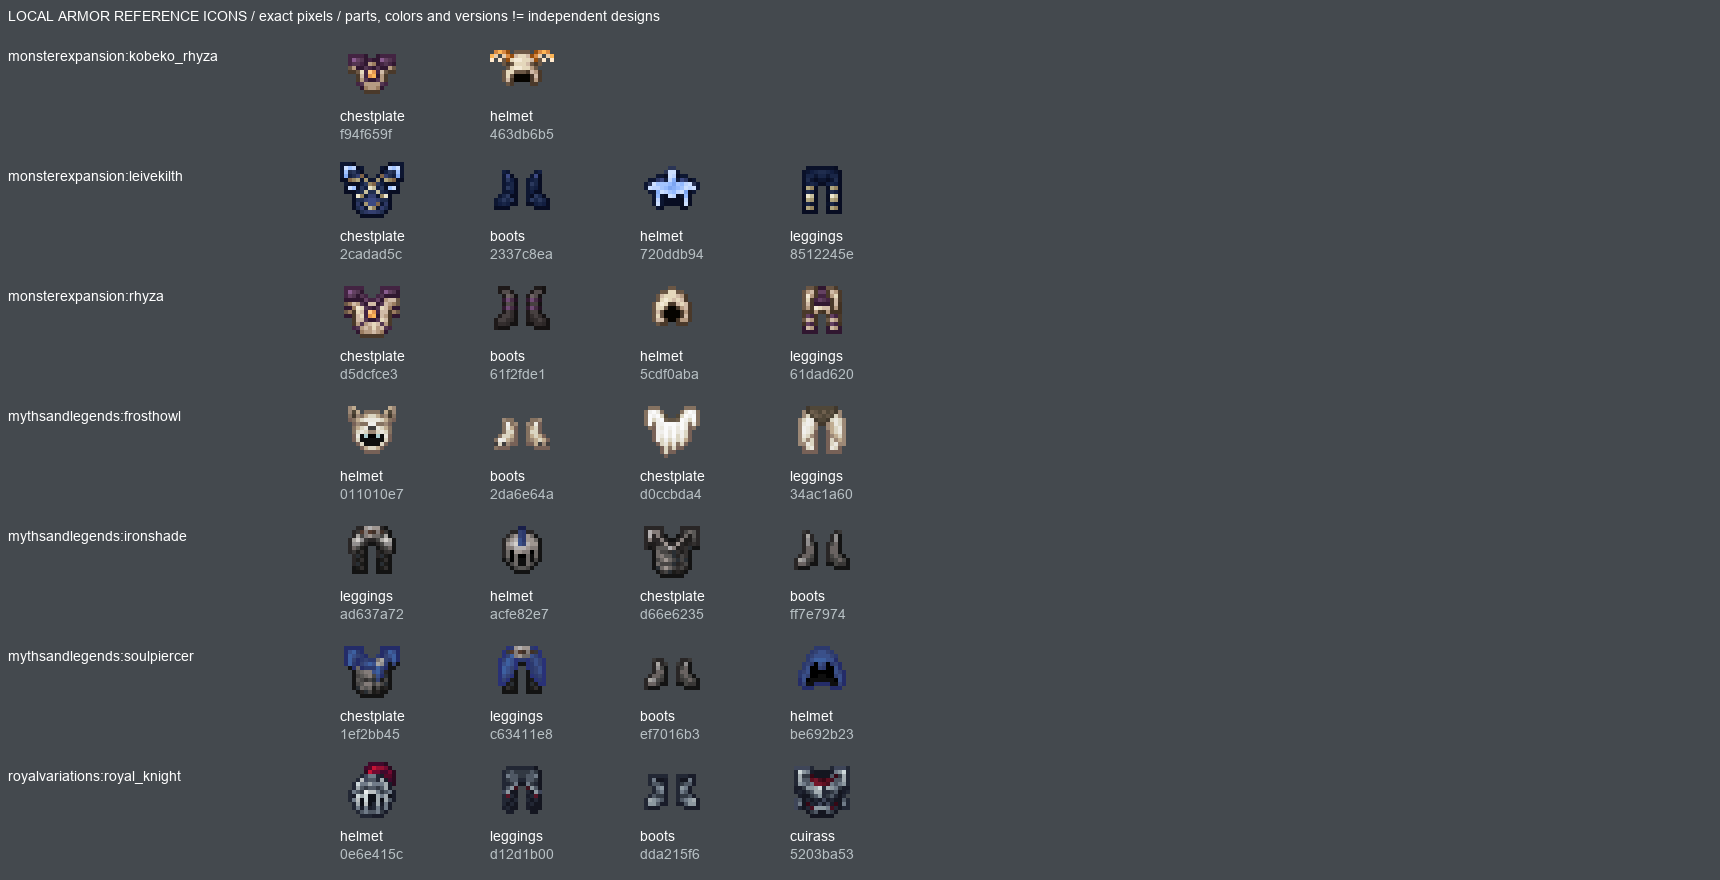 LOCAL ARMOR REFERENCE ICONS / exact pixels / parts, colors and versions != independent designs
monsterexpansion:kobeko_rhyza
chestplate helmet
f94f659f 463db6b5
monsterexpansion:leivekilth
chestplate boots helmet leggings
2cadad5c 2337c8ea 720ddb94 8512245e
monsterexpansion:rhyza
chestplate boots helmet leggings
d5dcfce3 61f2fde1 5cdf0aba 61dad620
mythsandlegends:frosthowl
helmet boots chestplate leggings
011010e7 2da6e64a d0ccbda4 34ac1a60
mythsandlegends:ironshade
leggings helmet chestplate boots
ad637a72 acfe82e7 d66e6235 ff7e7974
mythsandlegends:soulpiercer
chestplate leggings boots helmet
1ef2bb45 c63411e8 ef7016b3 be692b23
royalvariations:royal_knight
helmet leggings boots cuirass
0e6e415c d12d1b00 dda215f6 5203ba53